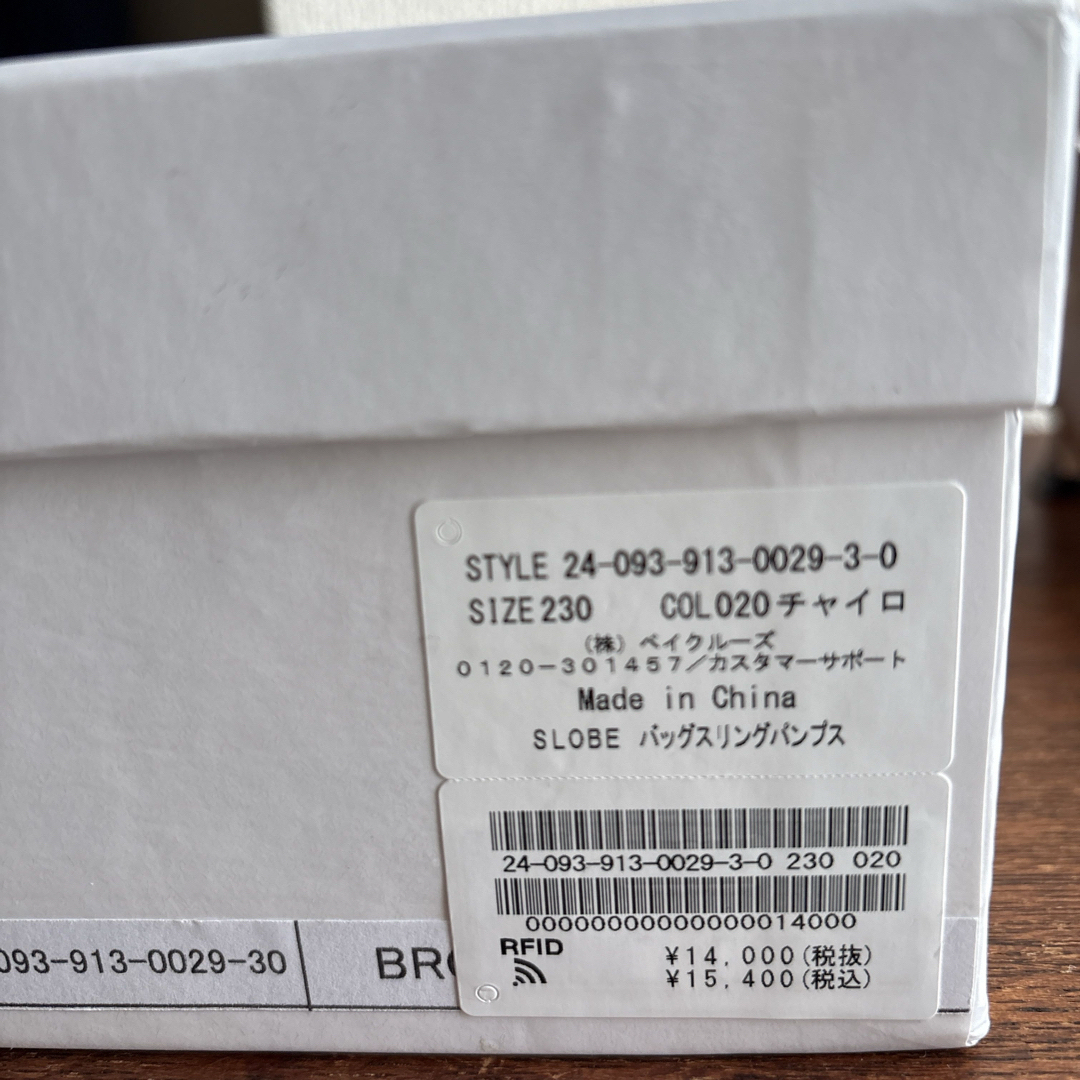 STYLE 24-093-913-0029-3-0
SIZE 230 COL 020 チャイロ
(株) ベイクルーズ
0120-301457/カスタマーサポート
Made in China
SLOBE バッグスリングパンプス
24-093-913-0029-3-0 230 020
00000000000000014000
RFID
¥14,000(税抜)
¥15,400(税込)
093-913-0029-30